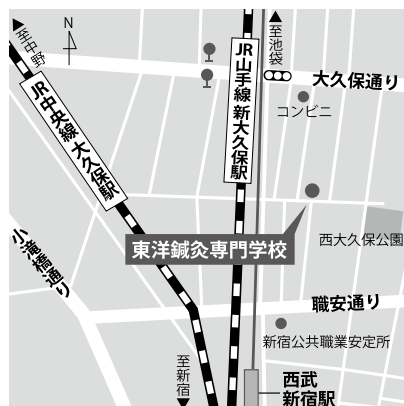 至中野
N
至池袋
JR山手線 新大久保駅
大久保通り
コンビニ
JR中央線 大久保駅
東洋鍼灸専門学校
西大久保公園
小滝橋通り
職安通り
新宿公共職業安定所
至新宿
西武
新宿駅